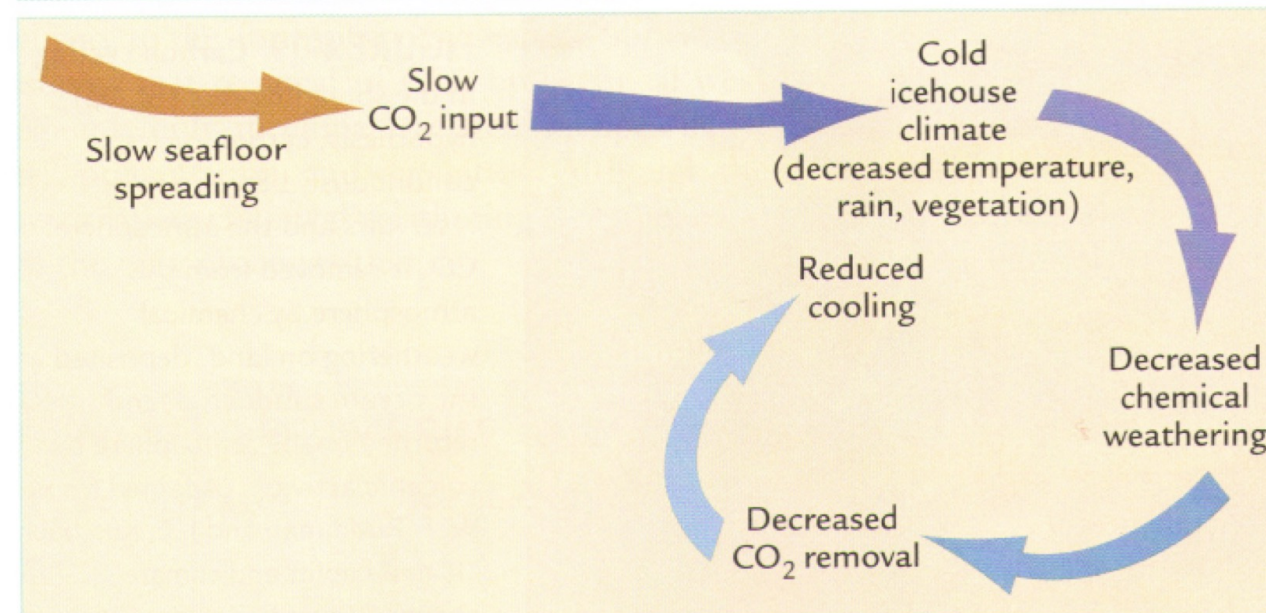 Slow seafloor
spreading
Slow
CO₂ input
Cold
icehouse
climate
(decreased temperature,
rain, vegetation)
Decreased
chemical
weathering
Decreased
CO₂ removal
Reduced
cooling